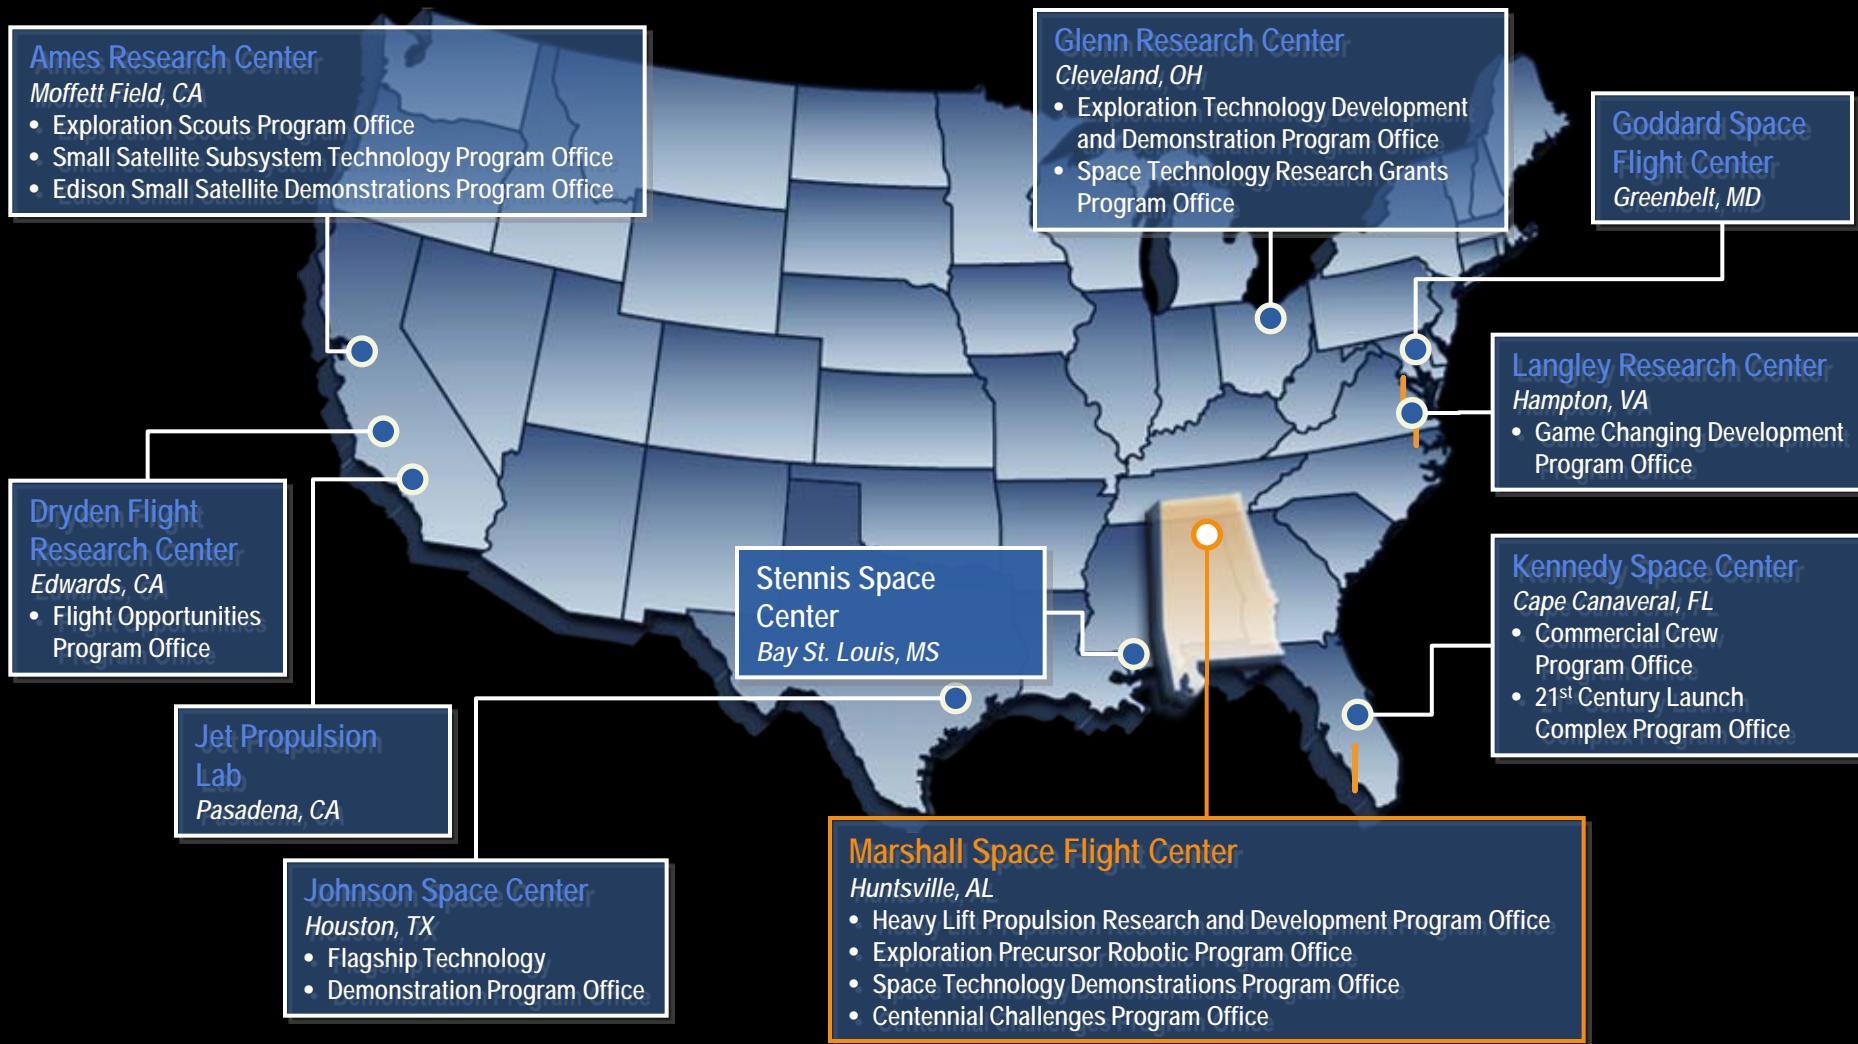 Ames Research Center
Moffett Field, CA
• Exploration Scouts Program Office
• Small Satellite Subsystem Technology Program Office
• Edison Small Satellite Demonstrations Program Office
Glenn Research Center
Cleveland, OH
• Exploration Technology Development
and Demonstration Program Office
• Space Technology Research Grants
Program Office
Goddard Space
Flight Center
Greenbelt, MD
Langley Research Center
Hampton, VA
• Game Changing Development
Program Office
Dryden Flight
Research Center
Edwards, CA
• Flight Opportunities
Program Office
Stennis Space
Center
Bay St. Louis, MS
Kennedy Space Center
Cape Canaveral, FL
• Commercial Crew
Program Office
• 21st Century Launch
Complex Program Office
Jet Propulsion
Lab
Pasadena, CA
Johnson Space Center
Houston, TX
• Flagship Technology
• Demonstration Program Office
Marshall Space Flight Center
Huntsville, AL
• Heavy Lift Propulsion Research and Development Program Office
• Exploration Precursor Robotic Program Office
• Space Technology Demonstrations Program Office
• Centennial Challenges Program Office